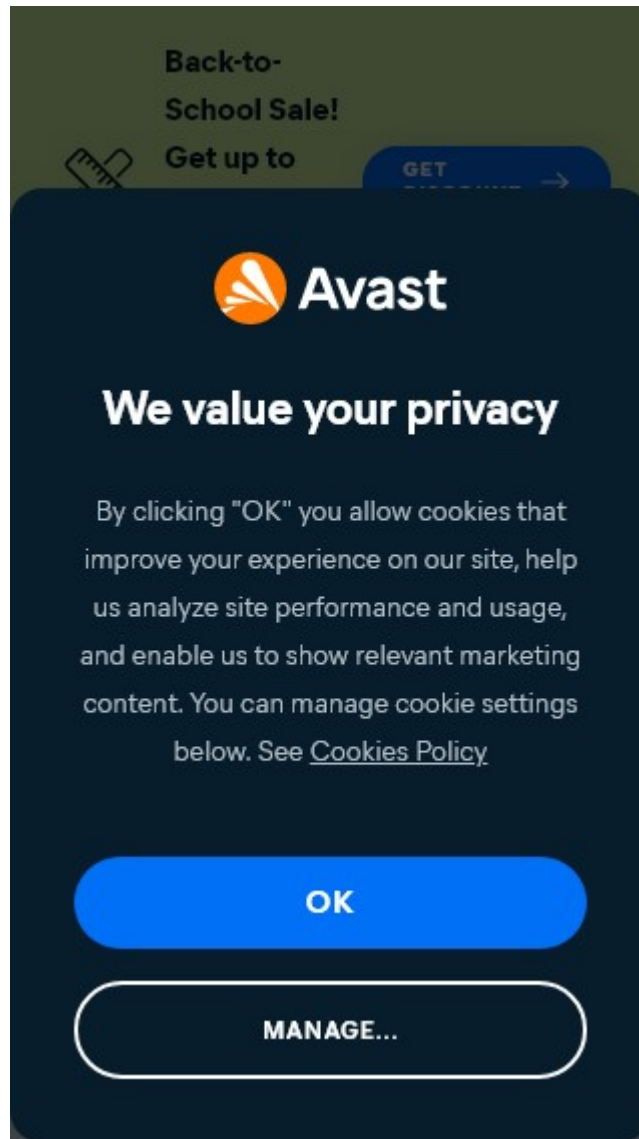 Back-to-
School Sale!
Get up to
GET
DISCOUNT
Avast
We value your privacy
By clicking "OK" you allow cookies that
improve your experience on our site, help
us analyze site performance and usage,
and enable us to show relevant marketing
content. You can manage cookie settings
below. See Cookies Policy
OK
MANAGE...